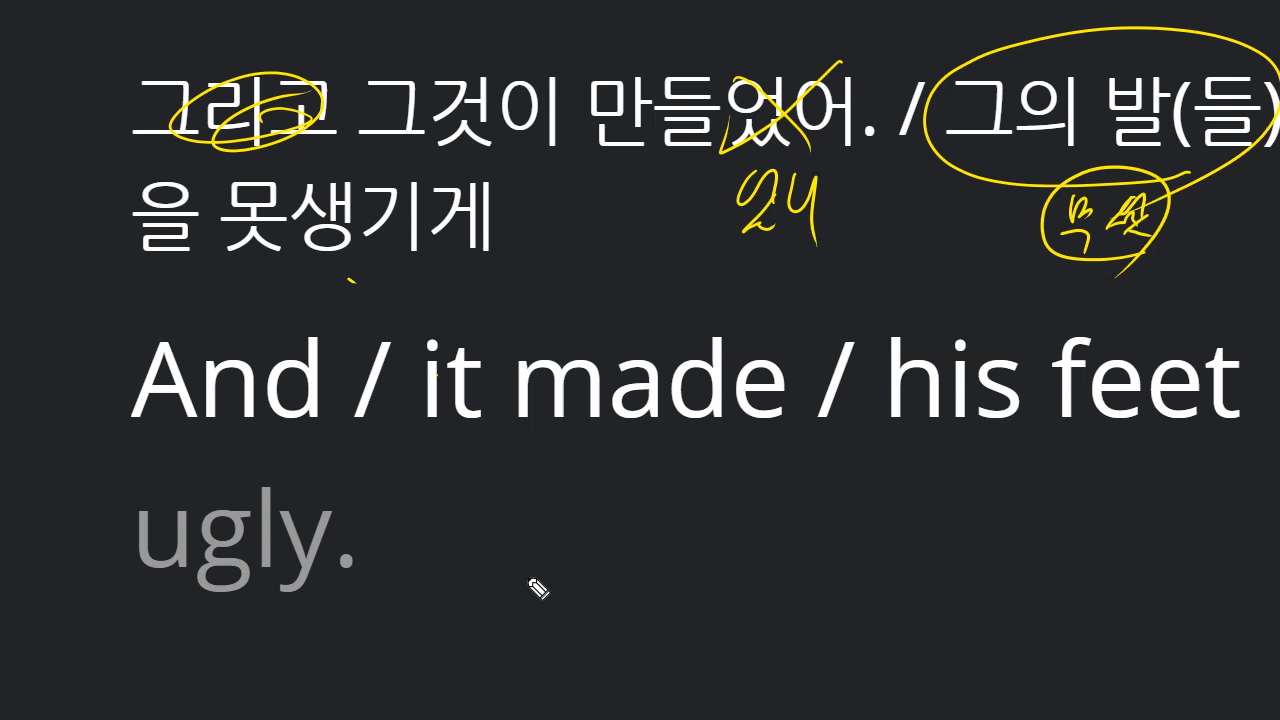 그리고 그것이 만들었어. / 그의 발(들)
을 못생기게
And / it made / his feet
ugly.